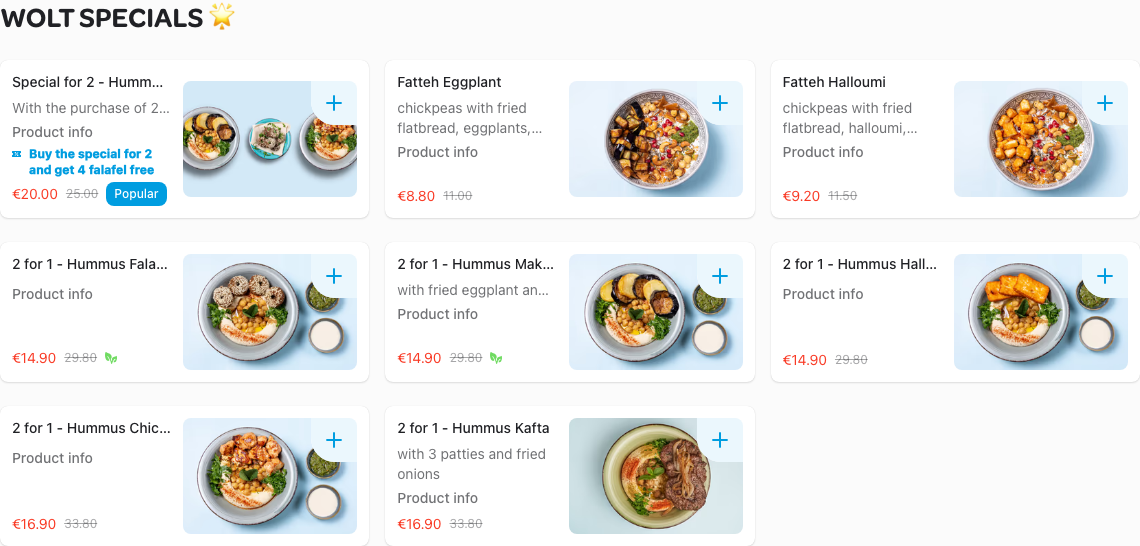 WOLT SPECIALS 🌟
Special for 2 - Humm...
With the purchase of 2...
Product info
Buy the special for 2
and get 4 falafel free
€20.00 25.00 Popular
Fatteh Eggplant
chickpeas with fried
flatbread, eggplants,...
Product info
€8.80 11.00
Fatteh Halloumi
chickpeas with fried
flatbread, halloumi,...
Product info
€9.20 11.50
2 for 1 - Hummus Fala...
Product info
€14.90 29.80
2 for 1 - Hummus Mak...
with fried eggplant an...
Product info
€14.90 29.80
2 for 1 - Hummus Hall...
Product info
€14.90 29.80
2 for 1 - Hummus Chic...
Product info
€16.90 33.80
2 for 1 - Hummus Kafta
with 3 patties and fried
onions
Product info
€16.90 33.80